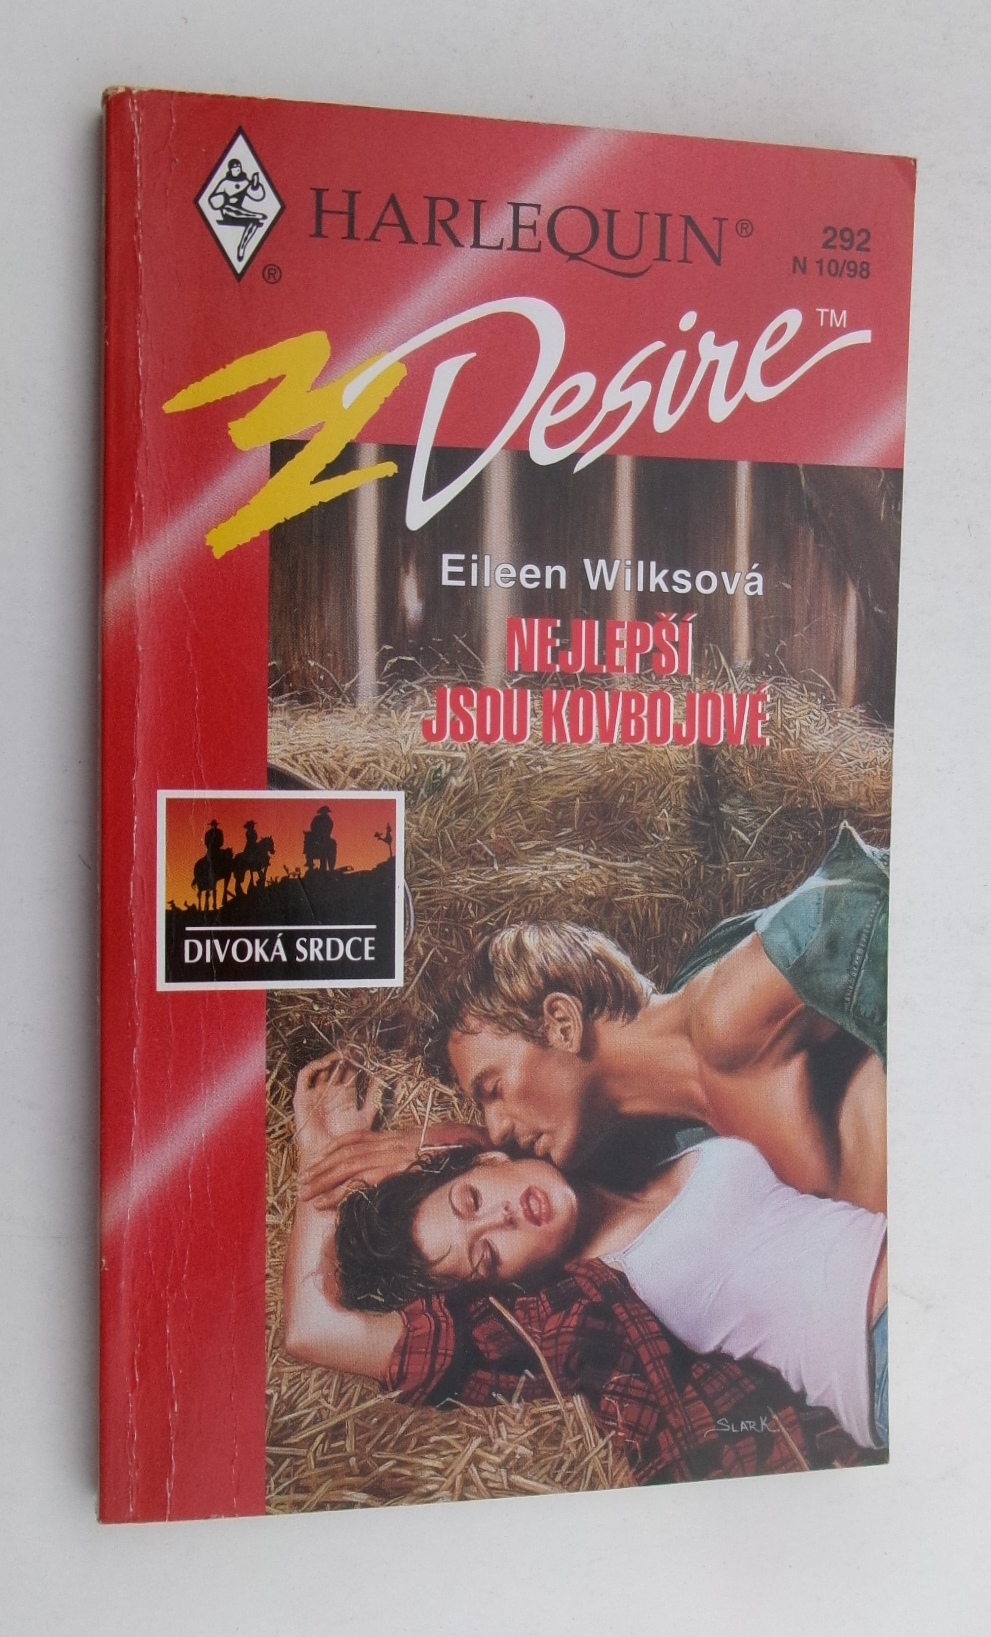 HARLEQUIN®
®
292
N 10/98
Desire™
Eileen Wilksová
NEJLEPŠÍ
JSOU KOVBOJOVÉ
DIVOKÁ SRDCE
SLARK